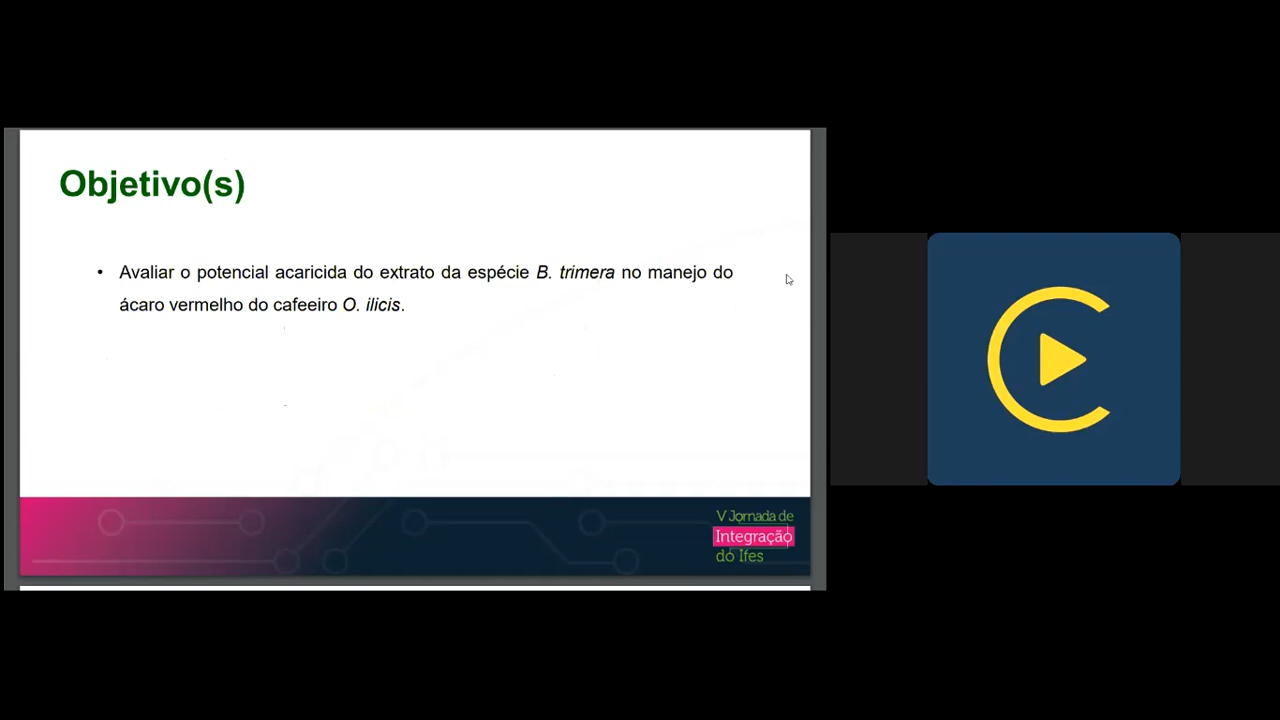 Objetivo(s)
• Avaliar o potencial acaricida do extrato da espécie B. trimera no manejo do
ácaro vermelho do cafeeiro O. ilicis.
V Jornada de
Integração
do Ifes